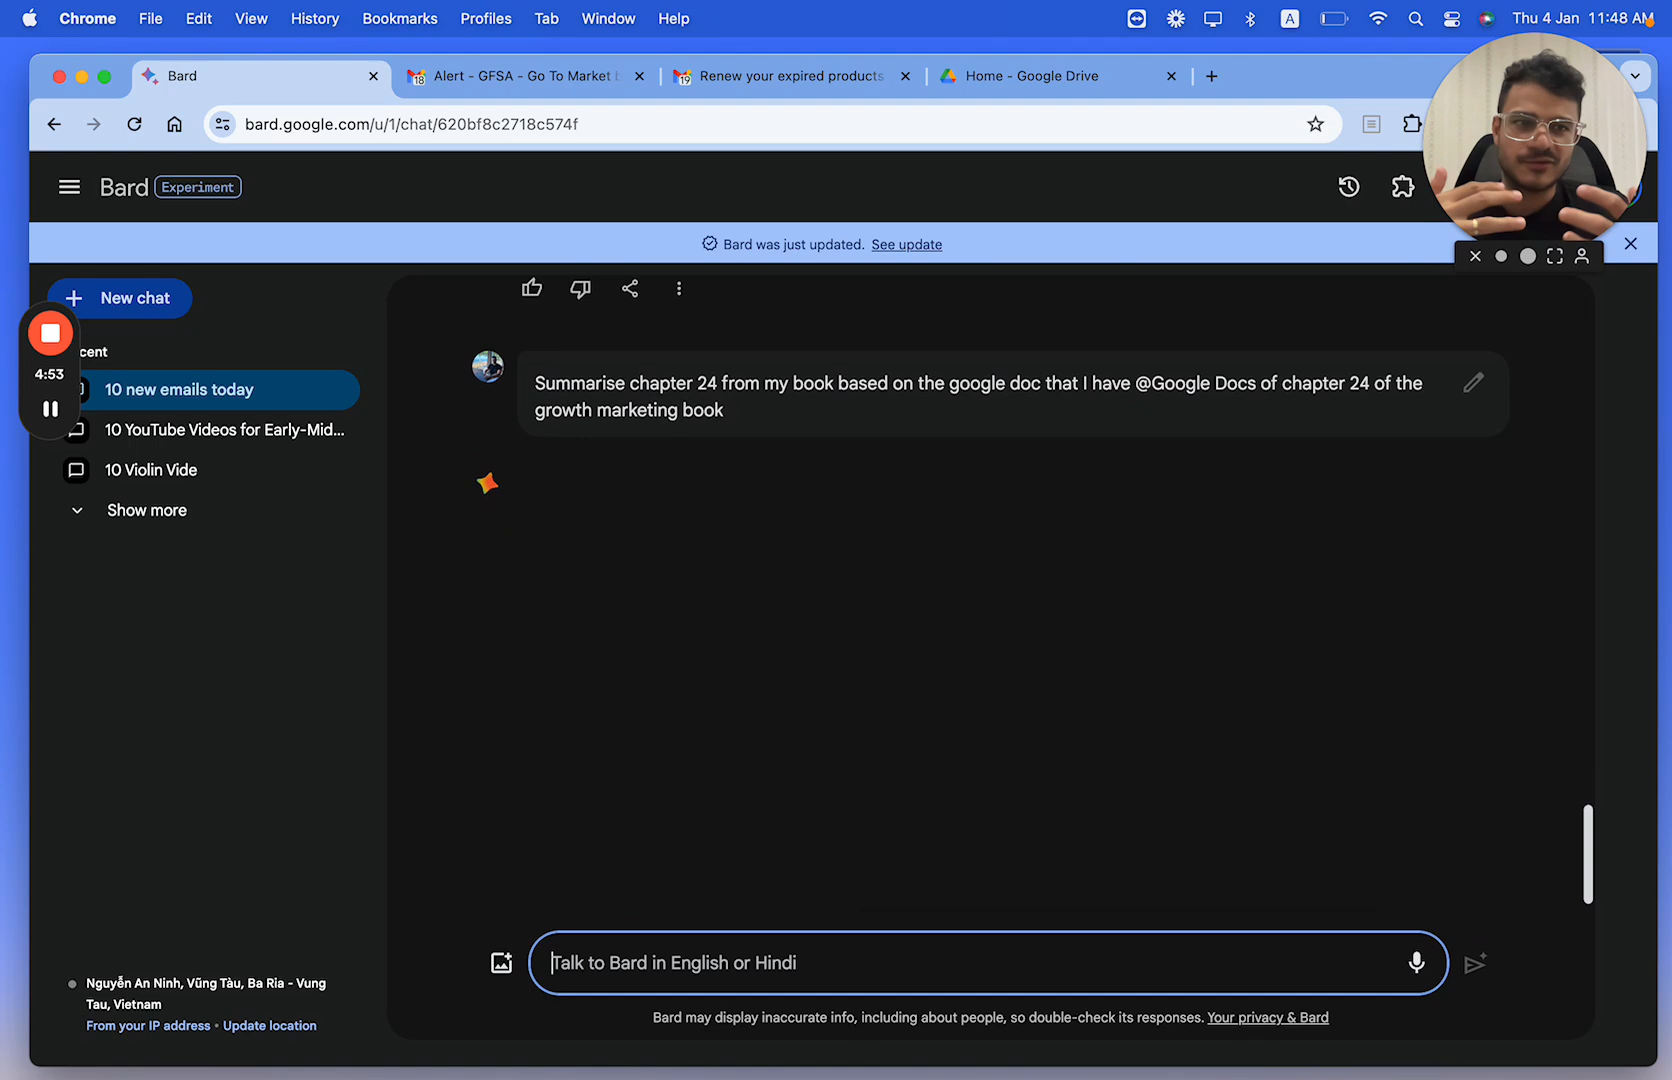 Chrome File Edit View History Bookmarks Profiles Tab Window Help A Thu 4 Jan 11:48 AM
Bard 18 Alert - GFSA - Go To Market 19 Renew your expired products Home - Google Drive
bard.google.com/u/1/chat/620bf8c2718c574f
Bard Experiment
Bard was just updated. See update
New chat
cent
4:53
10 new emails today
10 YouTube Videos for Early-Mid...
10 Violin Vide
Show more
Summarise chapter 24 from my book based on the google doc that I have @Google Docs of chapter 24 of the
growth marketing book
Talk to Bard in English or Hindi
Nguyễn An Ninh, Vũng Tàu, Ba Ria - Vung
Tau, Vietnam
From your IP address • Update location
Bard may display inaccurate info, including about people, so double-check its responses. Your privacy & Bard